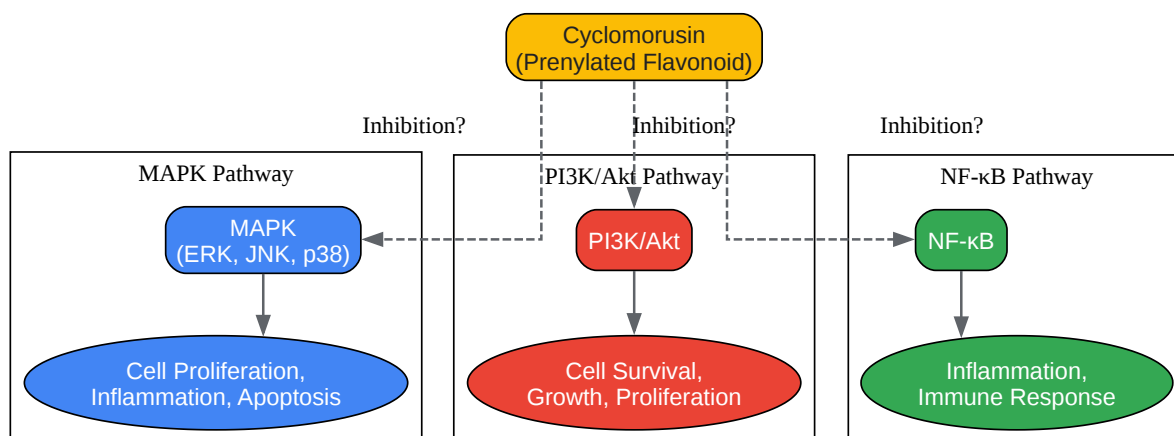 Cyclomorusin
(Prenylated Flavonoid)
Inhibition?
Inhibition?
Inhibition?
MAPK Pathway
PI3K/Akt Pathway
NF-κB Pathway
MAPK
(ERK, JNK, p38)
PI3K/Akt
NF-κB
Cell Proliferation,
Inflammation, Apoptosis
Cell Survival,
Growth, Proliferation
Inflammation,
Immune Response